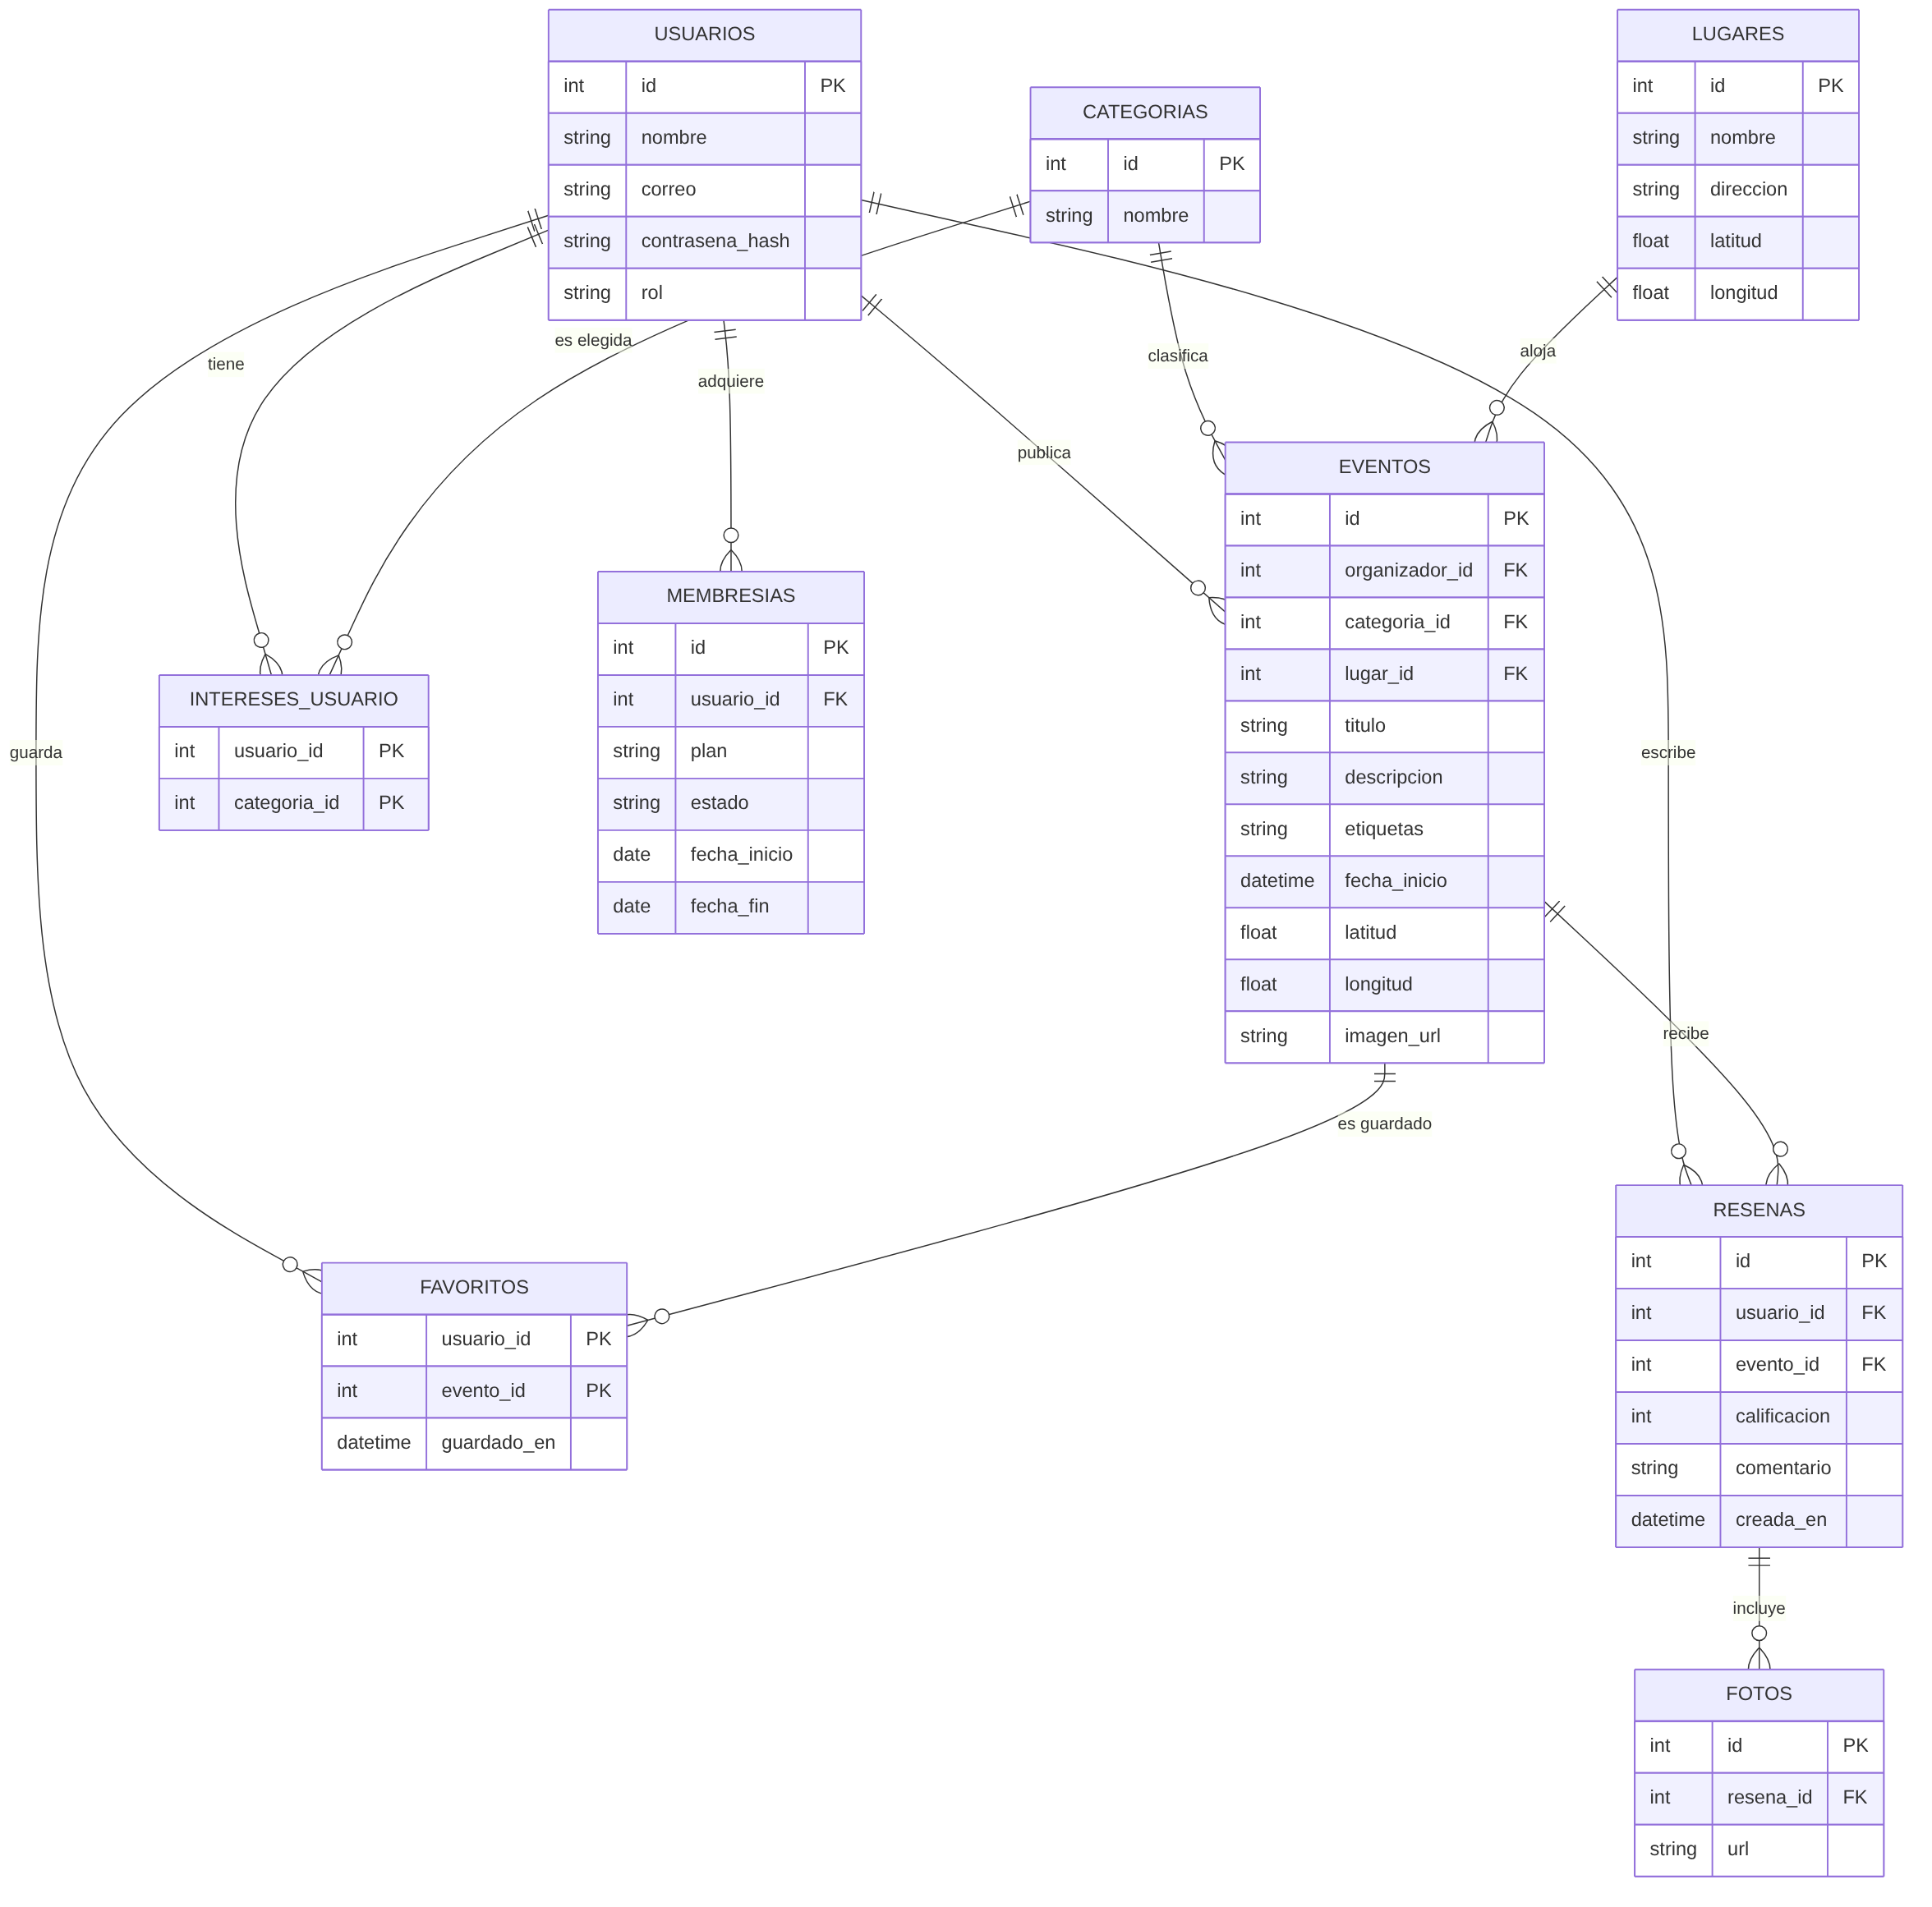 USUARIOS
int id PK
string nombre
string correo
string contrasena_hash
string rol
CATEGORIAS
int id PK
string nombre
LUGARES
int id PK
string nombre
string direccion
float latitud
float longitud
tiene
es elegida
adquiere
publica
clasifica
aloja
guarda
escribe
INTERESES_USUARIO
int usuario_id PK
int categoria_id PK
MEMBRESIAS
int id PK
int usuario_id FK
string plan
string estado
date fecha_inicio
date fecha_fin
EVENTOS
int id PK
int organizador_id FK
int categoria_id FK
int lugar_id FK
string titulo
string descripcion
string etiquetas
datetime fecha_inicio
float latitud
float longitud
string imagen_url
recibe
es guardado
FAVORITOS
int usuario_id PK
int evento_id PK
datetime guardado_en
RESENAS
int id PK
int usuario_id FK
int evento_id FK
int calificacion
string comentario
datetime creada_en
incluye
FOTOS
int id PK
int resena_id FK
string url